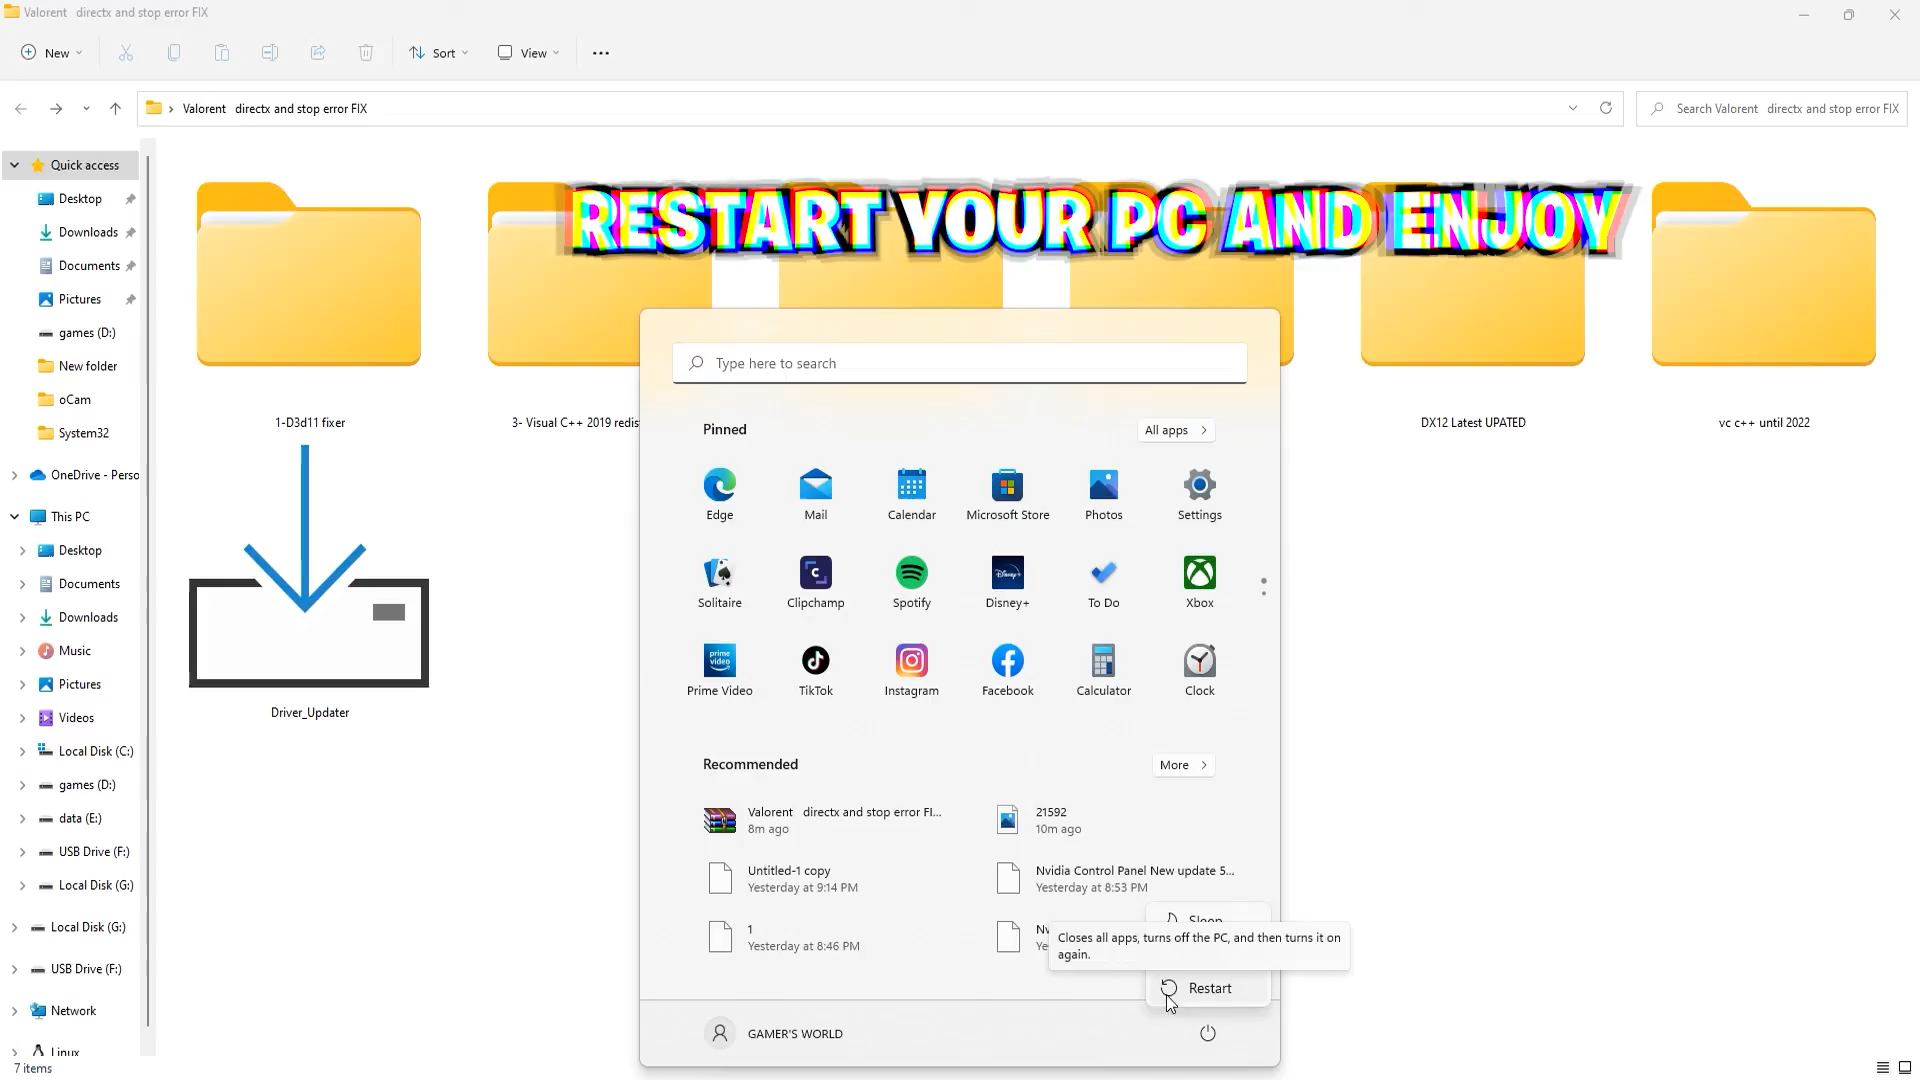 Valorent   directx and stop error FIX
New
Sort
View
Valorent   directx and stop error FIX
Search Valorent   directx and stop error FIX
Quick access
Desktop
Downloads
Documents
Pictures
games (D:)
New folder
oCam
System32
OneDrive - Perso
This PC
Desktop
Documents
Downloads
Music
Pictures
Videos
Local Disk (C:)
games (D:)
data (E:)
USB Drive (F:)
Local Disk (G:)
Local Disk (G:)
USB Drive (F:)
Network
Linux
7 items
RESTART YOUR PC AND ENJOY
1-D3d11 fixer
3- Visual C++ 2019 redis
DX12 Latest UPATED
vc c++ until 2022
Driver_Updater
Type here to search
Pinned
All apps
Edge
Mail
Calendar
Microsoft Store
Photos
Settings
Solitaire
Clipchamp
Spotify
Disney+
To Do
Xbox
Prime Video
TikTok
Instagram
Facebook
Calculator
Clock
Recommended
More
Valorent   directx and stop error FI...
8m ago
21592
10m ago
Untitled-1 copy
Yesterday at 9:14 PM
Nvidia Control Panel New update 5...
Yesterday at 8:53 PM
1
Yesterday at 8:46 PM
Sleep
Closes all apps, turns off the PC, and then turns it on
again.
Restart
GAMER'S WORLD